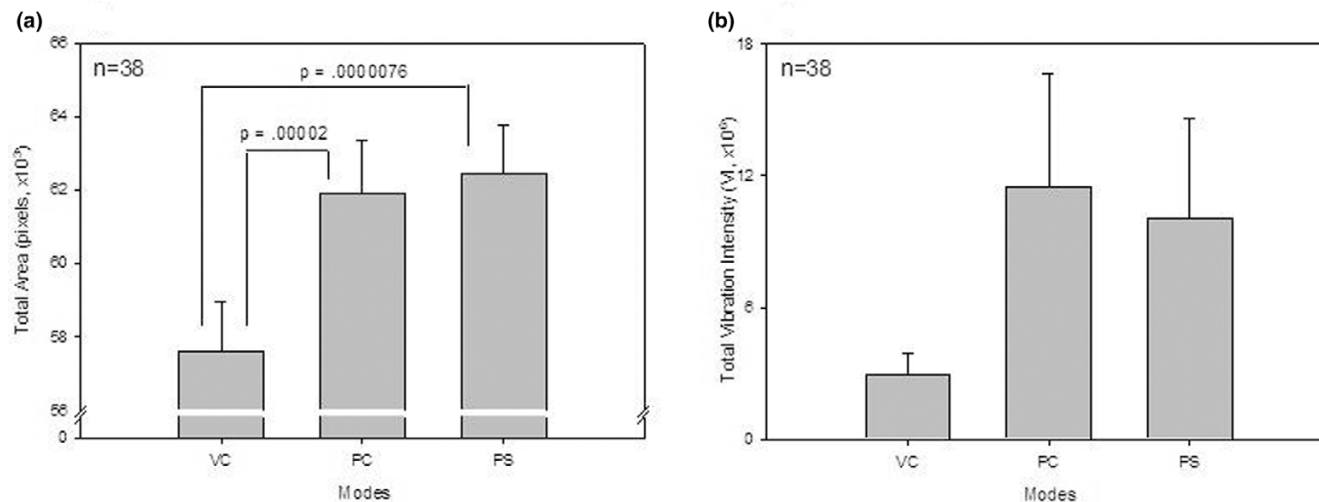 (a)
n=38
p = .0000076
p = .00002
Total Area (pixels, x10³)
66
64
62
60
58
56
0
VC
PC
PS
Modes
(b)
n=38
Total Vibration Intensity (VI, x10⁶)
18
12
6
0
VC
PC
PS
Modes